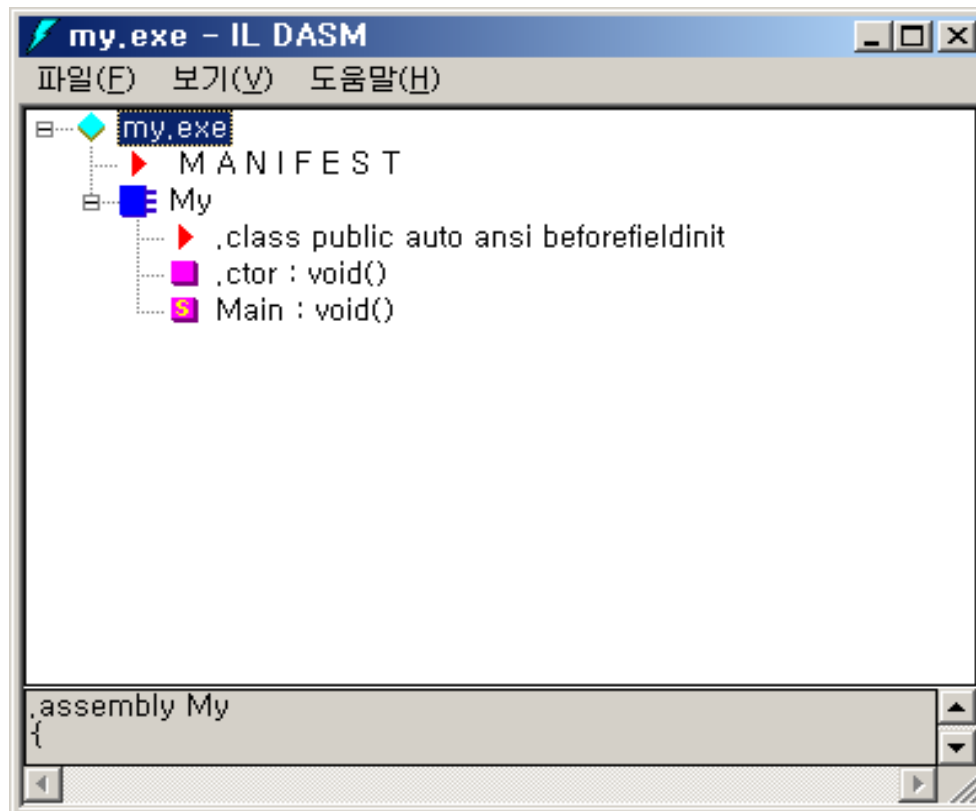 my.exe – IL DASM
파일(F) 보기(V) 도움말(H)
my.exe
M A N I F E S T
My
.class public auto ansi beforefieldinit
.ctor : void()
S Main : void()
.assembly My
{